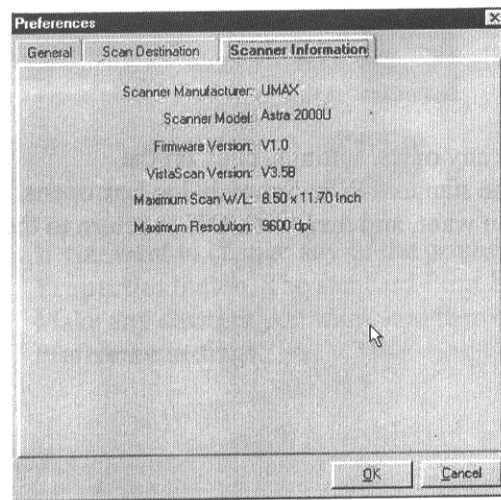 Preferences
General Scan Destination Scanner Information
Scanner Manufacturer: UMAX
Scanner Model: Astra 2000U
Firmware Version: V1.0
VistaScan Version: V3.58
Maximum Scan W/L: 8.50 x 11.70 Inch
Maximum Resolution: 9600 dpi
OK Cancel